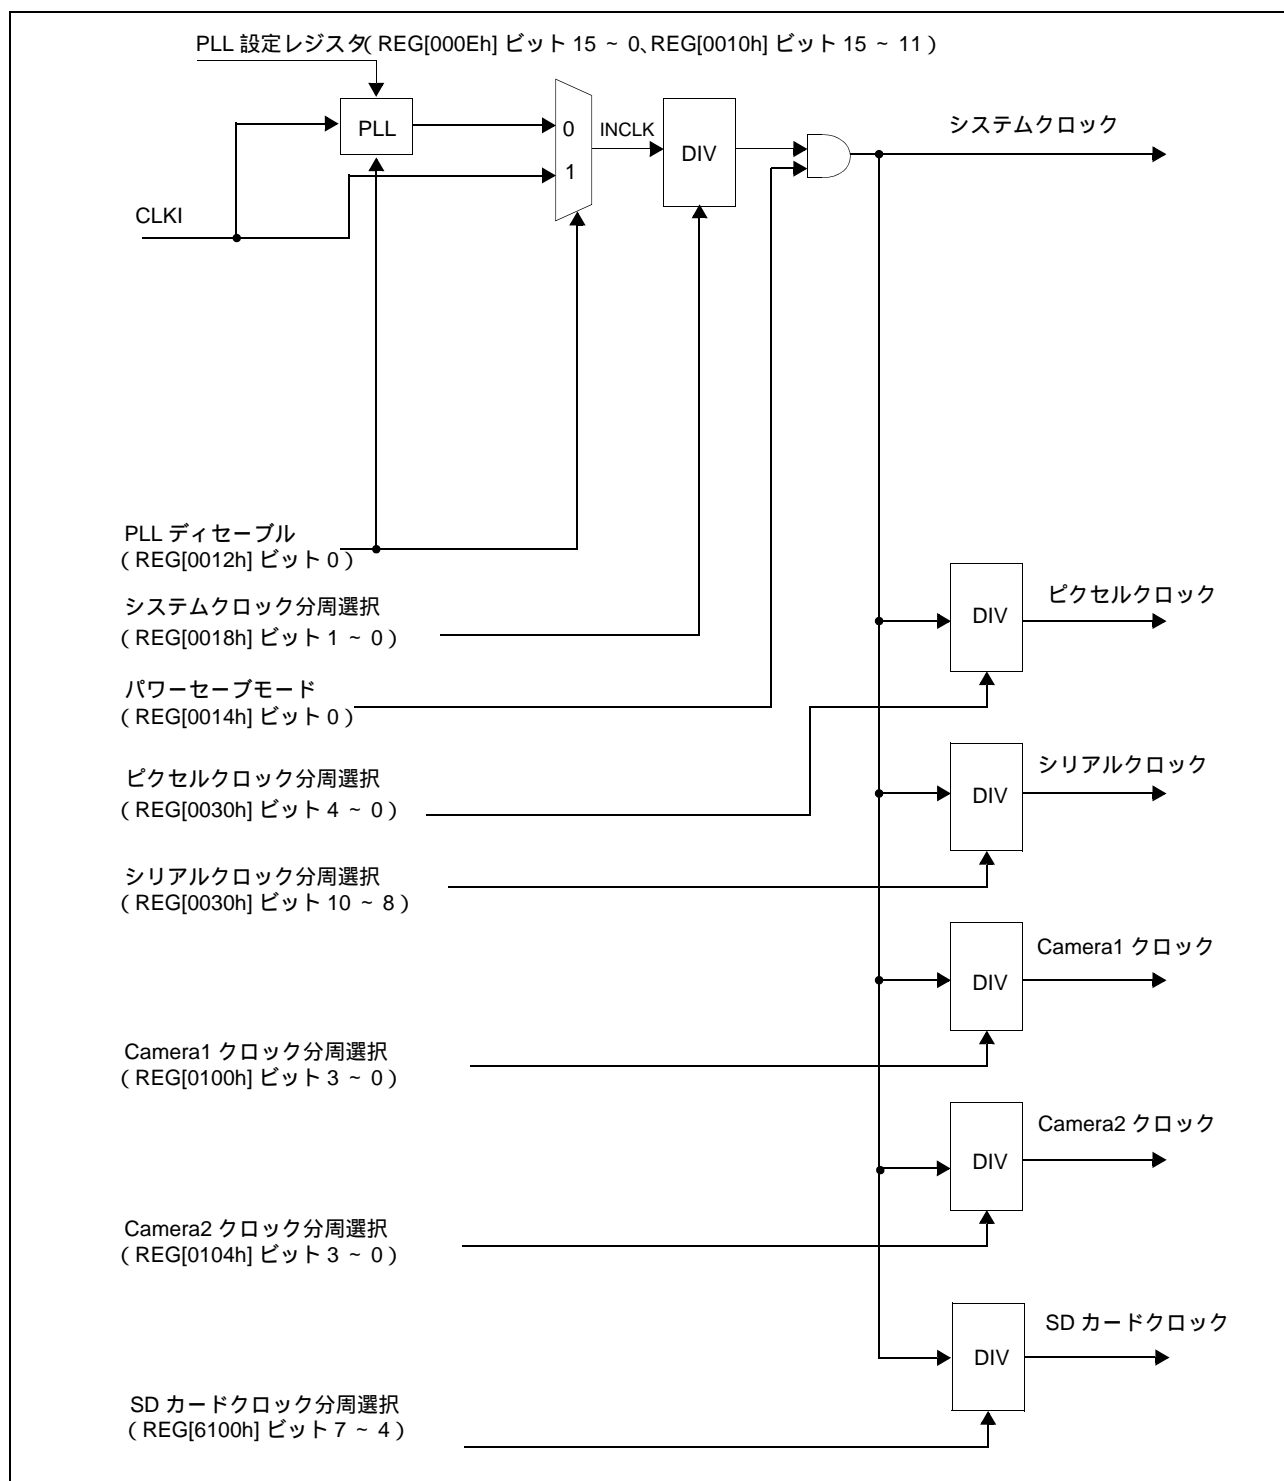 PLL 設定レジスタ( REG[000Eh] ビット 15 ~ 0、REG[0010h] ビット 15 ~ 11 )
PLL
0
1
INCLK
DIV
システムクロック
CLKI
PLL ディセーブル
( REG[0012h] ビット 0 )
システムクロック分周選択
( REG[0018h] ビット 1 ~ 0 )
DIV
ピクセルクロック
パワーセーブモード
( REG[0014h] ビット 0 )
ピクセルクロック分周選択
( REG[0030h] ビット 4 ~ 0 )
DIV
シリアルクロック
シリアルクロック分周選択
( REG[0030h] ビット 10 ~ 8 )
DIV
Camera1 クロック
Camera1 クロック分周選択
( REG[0100h] ビット 3 ~ 0 )
DIV
Camera2 クロック
Camera2 クロック分周選択
( REG[0104h] ビット 3 ~ 0 )
DIV
SD カードクロック
SD カードクロック分周選択
( REG[6100h] ビット 7 ~ 4 )